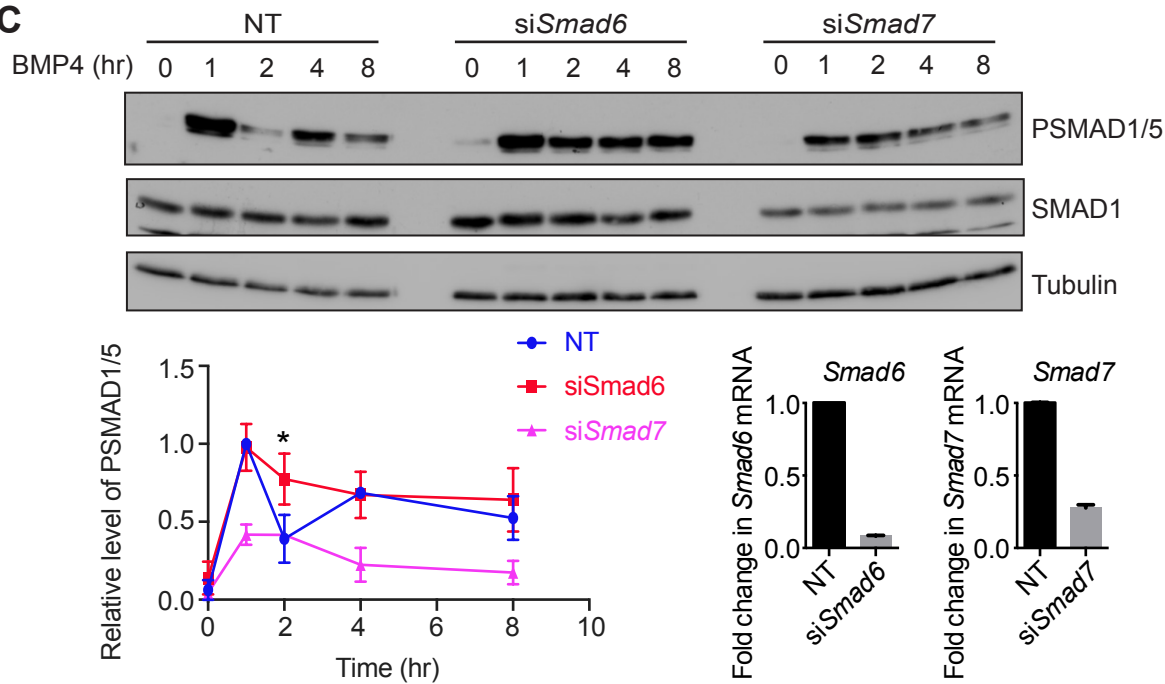 C
NT siSmad6 siSmad7
BMP4 (hr) 0 1 2 4 8 0 1 2 4 8 0 1 2 4 8
PSMAD1/5
SMAD1
Tubulin
Relative level of PSMAD1/5
1.5
1.0
0.5
0.0
*
0 2 4 6 8 10
Time (hr)
NT
siSmad6
siSmad7
Fold change in Smad6 mRNA
Smad6
1.0
0.5
0.0
NT
siSmad6
Fold change in Smad7 mRNA
Smad7
1.0
0.5
0.0
NT
siSmad7